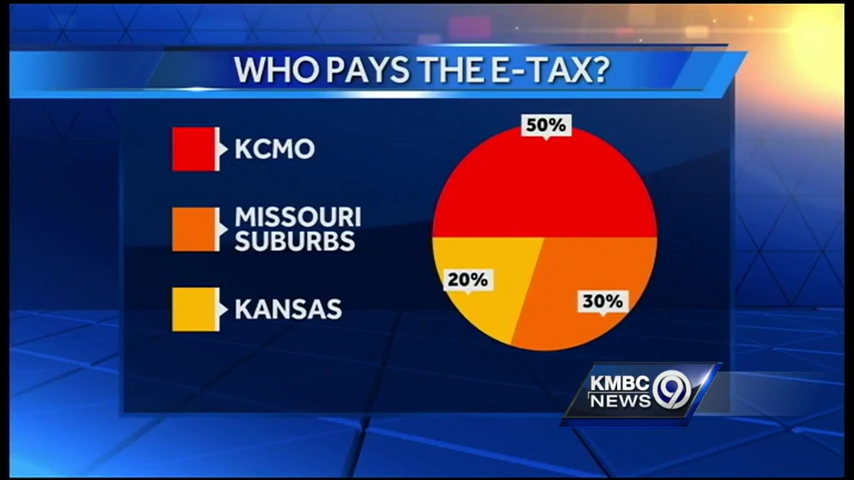 WHO PAYS THE E-TAX?
KCMO
MISSOURI
SUBURBS
KANSAS
50%
20%
30%
KMBC
NEWS 9